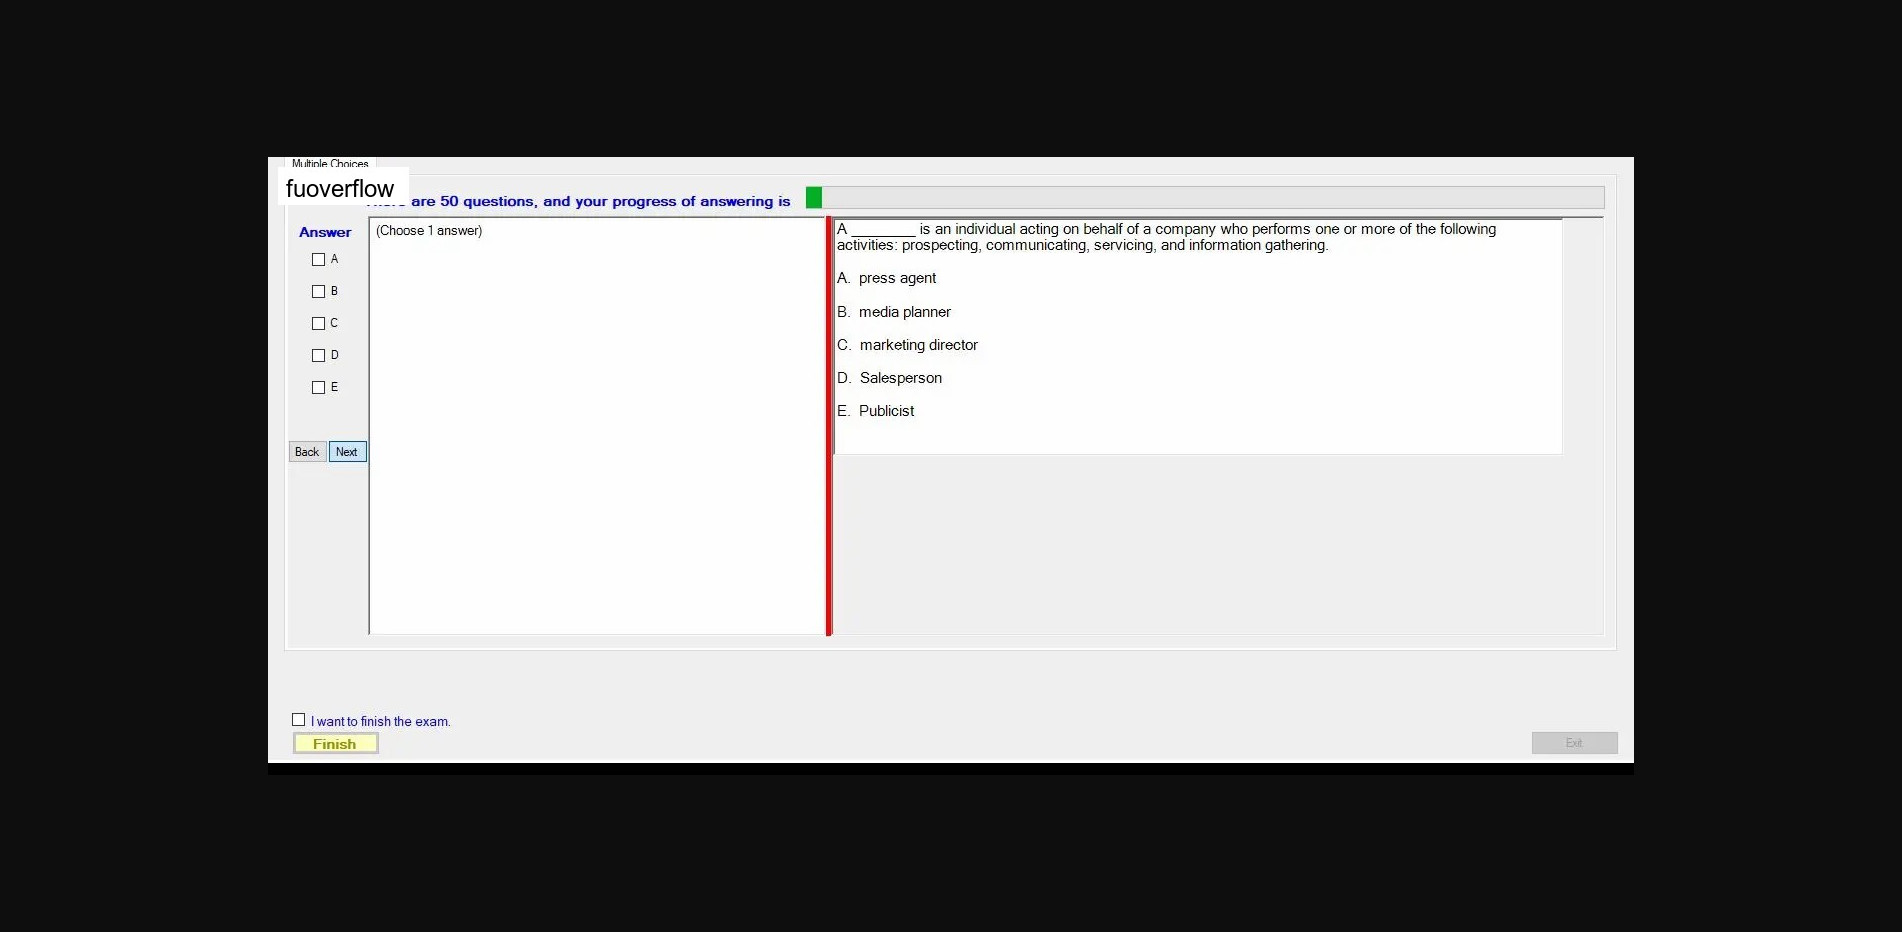 Multiple Choices
fuoverflow
are 50 questions, and your progress of answering is
Answer
(Choose 1 answer)
A
B
C
D
E
Back Next
A ________ is an individual acting on behalf of a company who performs one or more of the following
activities: prospecting, communicating, servicing, and information gathering.
A. press agent
B. media planner
C. marketing director
D. Salesperson
E. Publicist
I want to finish the exam.
Finish
Exit